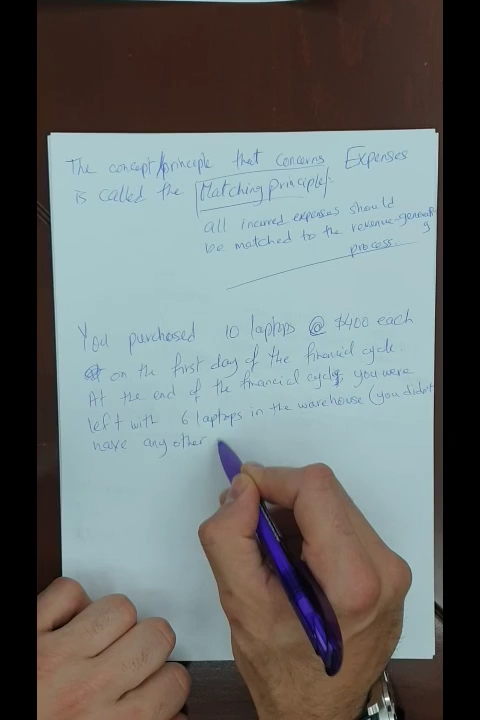 The concept/principle that concerns Expenses
is called the Matching principle.
all incurred expenses should
be matched to the revenue-generating
process.
You purchased 10 laptops @ $400 each
on the first day of the financial cycle.
At the end of the financial cycle, you were
left with 6 laptops in the warehouse (you didn't
have any other